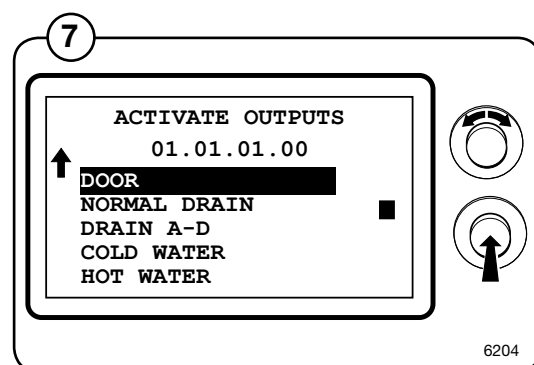 7
ACTIVATE OUTPUTS
01.01.01.00
DOOR
NORMAL DRAIN
DRAIN A-D
COLD WATER
HOT WATER
6204